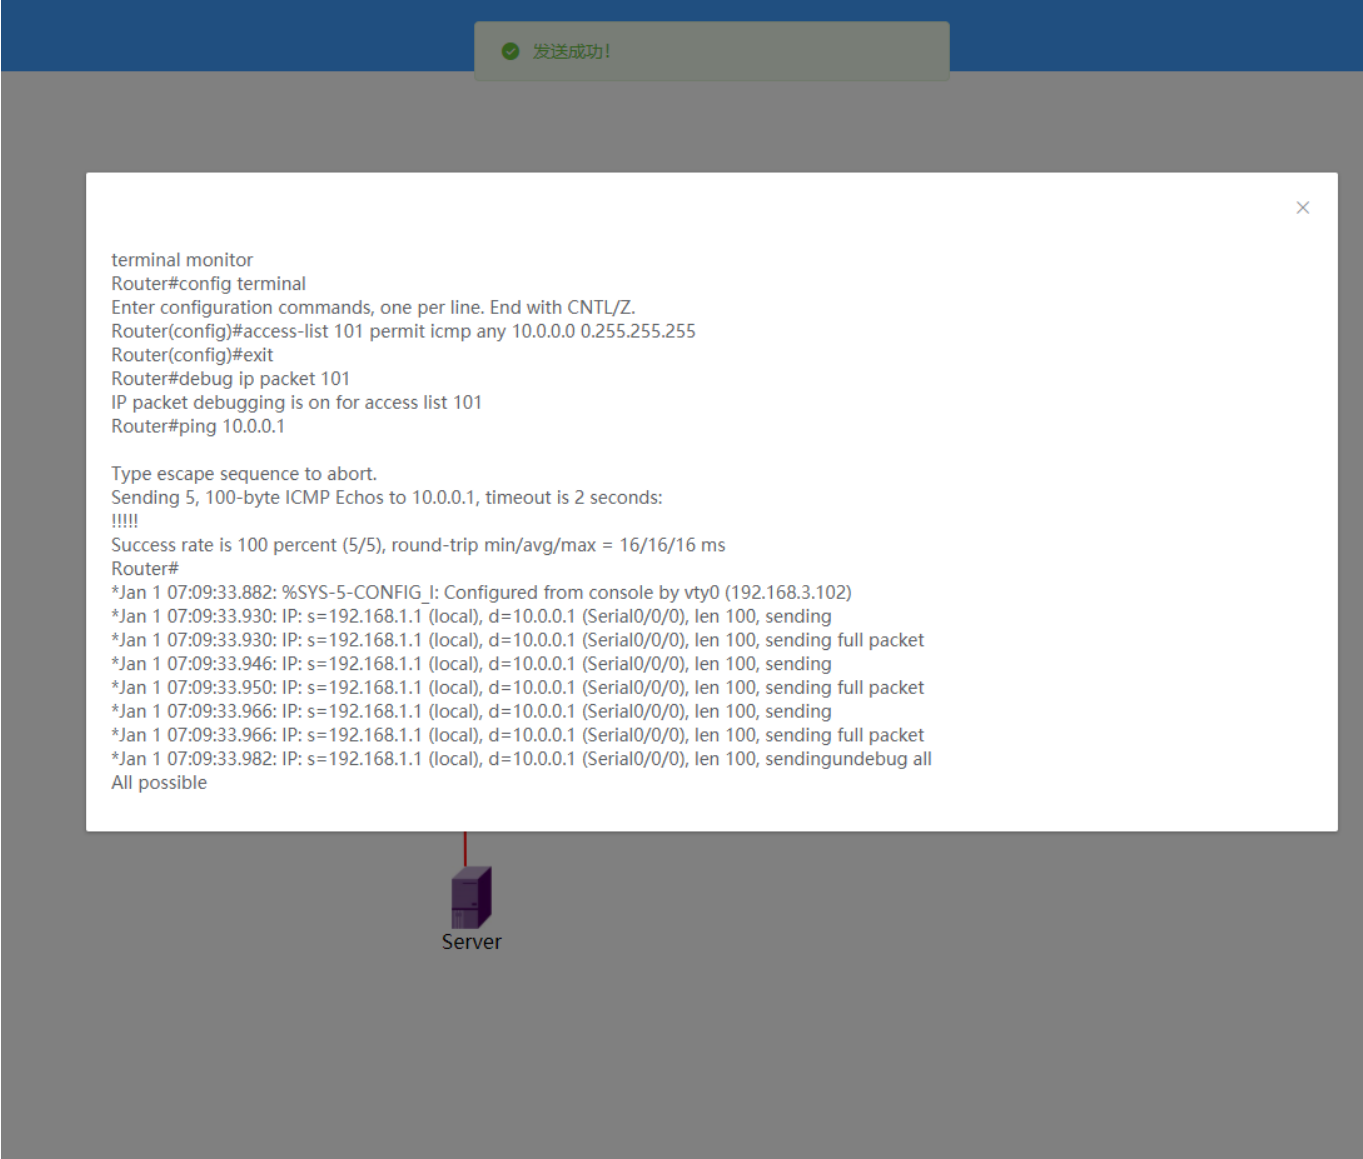 发送成功!
terminal monitor
Router#config terminal
Enter configuration commands, one per line. End with CNTL/Z.
Router(config)#access-list 101 permit icmp any 10.0.0.0 0.255.255.255
Router(config)#exit
Router#debug ip packet 101
IP packet debugging is on for access list 101
Router#ping 10.0.0.1
Type escape sequence to abort.
Sending 5, 100-byte ICMP Echos to 10.0.0.1, timeout is 2 seconds:
!!!!!
Success rate is 100 percent (5/5), round-trip min/avg/max = 16/16/16 ms
Router#
*Jan 1 07:09:33.882: %SYS-5-CONFIG_I: Configured from console by vty0 (192.168.3.102)
*Jan 1 07:09:33.930: IP: s=192.168.1.1 (local), d=10.0.0.1 (Serial0/0/0), len 100, sending
*Jan 1 07:09:33.930: IP: s=192.168.1.1 (local), d=10.0.0.1 (Serial0/0/0), len 100, sending full packet
*Jan 1 07:09:33.946: IP: s=192.168.1.1 (local), d=10.0.0.1 (Serial0/0/0), len 100, sending
*Jan 1 07:09:33.950: IP: s=192.168.1.1 (local), d=10.0.0.1 (Serial0/0/0), len 100, sending full packet
*Jan 1 07:09:33.966: IP: s=192.168.1.1 (local), d=10.0.0.1 (Serial0/0/0), len 100, sending
*Jan 1 07:09:33.966: IP: s=192.168.1.1 (local), d=10.0.0.1 (Serial0/0/0), len 100, sending full packet
*Jan 1 07:09:33.982: IP: s=192.168.1.1 (local), d=10.0.0.1 (Serial0/0/0), len 100, sendingundebug all
All possible
Server